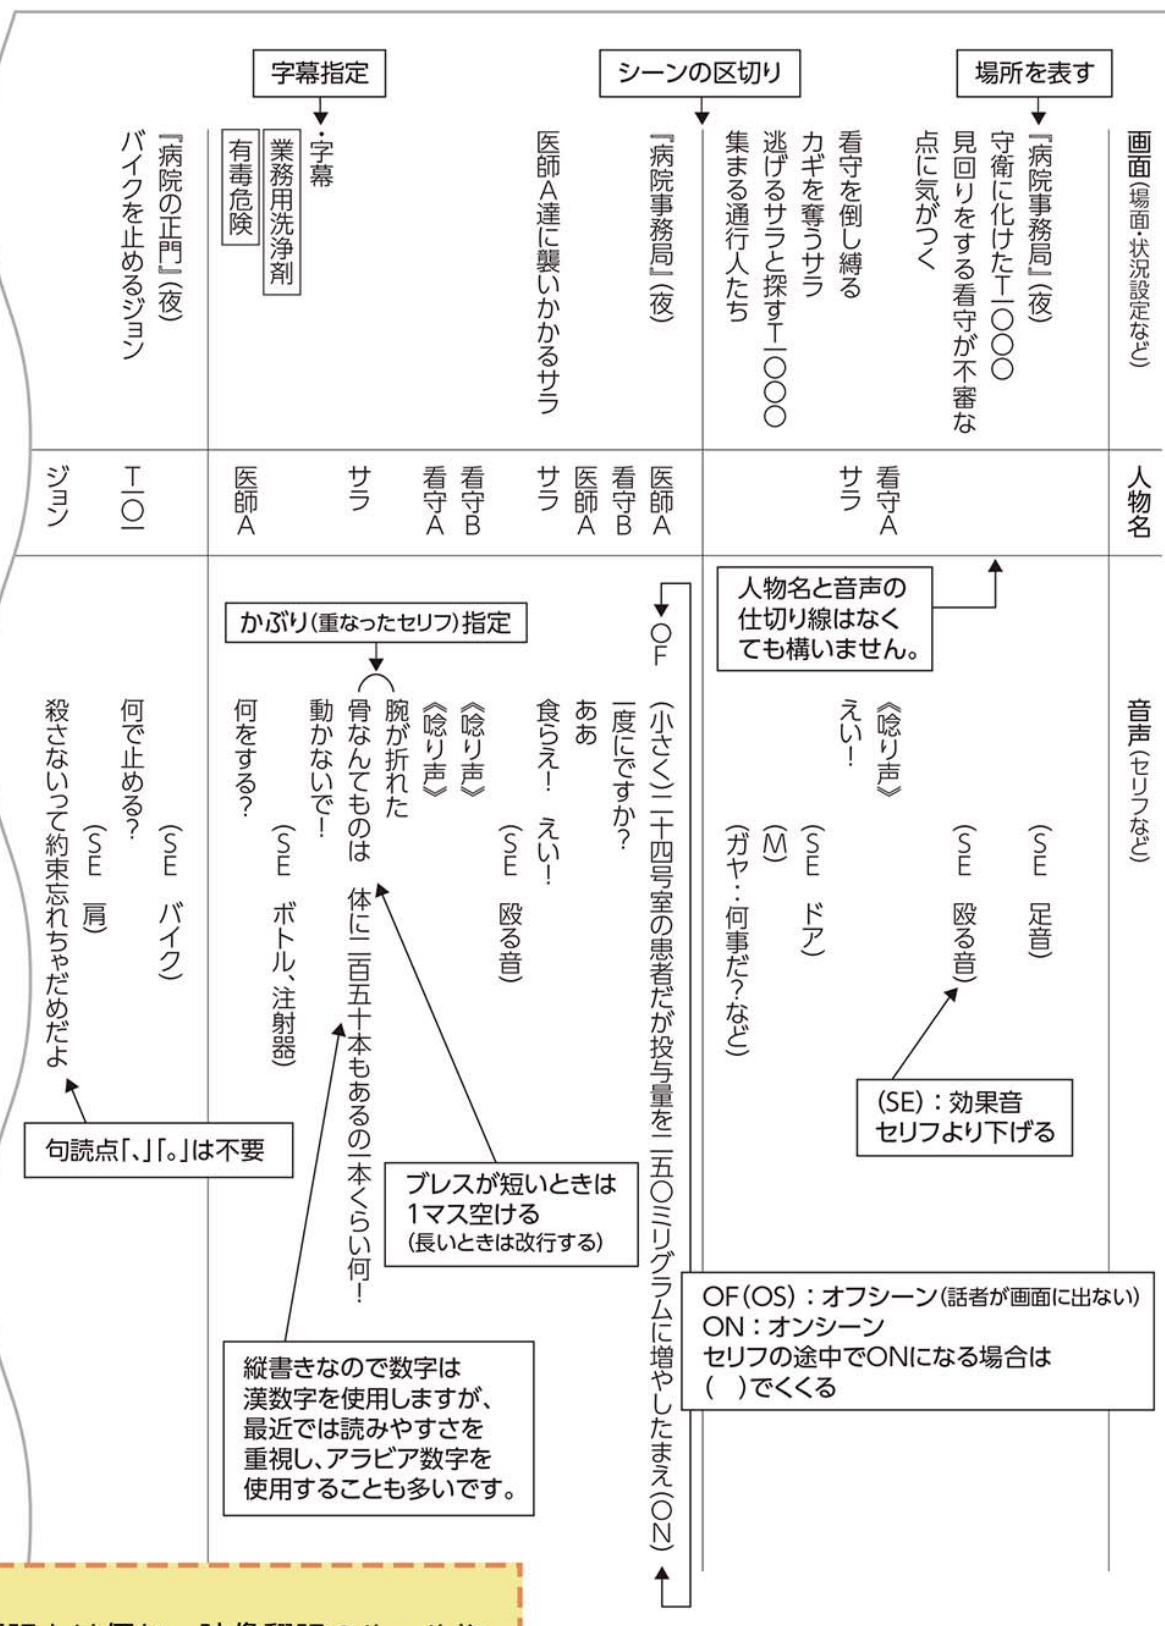 画面(場面・状況設定など)
人物名
音声(セリフなど)
場所を表す
『病院事務局』(夜)
守衛に化けたT一〇〇〇
(SE 足音)
見回りをする看守が不審な
点に気がつく
(SE 殴る音)
(SE):効果音
セリフより下げる
人物名と音声の
仕切り線はなく
ても構いません。
看守A
《唸り声》
看守を倒し縛る
サラ
えい!
カギを奪うサラ
(SE ドア)
逃げるサラと探すT一〇〇〇
(M)
集まる通行人たち
(ガヤ:何事だ?など)
シーンの区切り
『病院事務局』(夜)
医師A
OF
(小さく)二十四号室の患者だが投与量を二五〇ミリグラムに増やしたまえ(ON)
OF(OS):オフシーン(話者が画面に出ない)
ON:オンシーン
セリフの途中でONになる場合は
( )でくくる
看守B
一度にですか?
医師A
ああ
医師A達に襲いかかるサラ
サラ
食らえ! えい!
(SE 殴る音)
看守B
《唸り声》
看守A
《唸り声》
かぶり(重なったセリフ)指定
腕が折れた
サラ
骨なんてものは 体に二百五十本もあるの一本くらい何!
動かないで!
ブレスが短いときは
1マス空ける
(長いときは改行する)
縦書きなので数字は
漢数字を使用しますが、
最近では読みやすさを
重視し、アラビア数字を
使用することも多いです。
字幕指定
・字幕
業務用洗浄剤
有毒危険
(SE ボトル、注射器)
医師A
何をする?
『病院の正門』(夜)
(SE バイク)
バイクを止めるジョン
T一〇一
何で止める?
(SE 肩)
ジョン
殺さないって約束忘れちゃだめだよ
句読点「、」「。」は不要